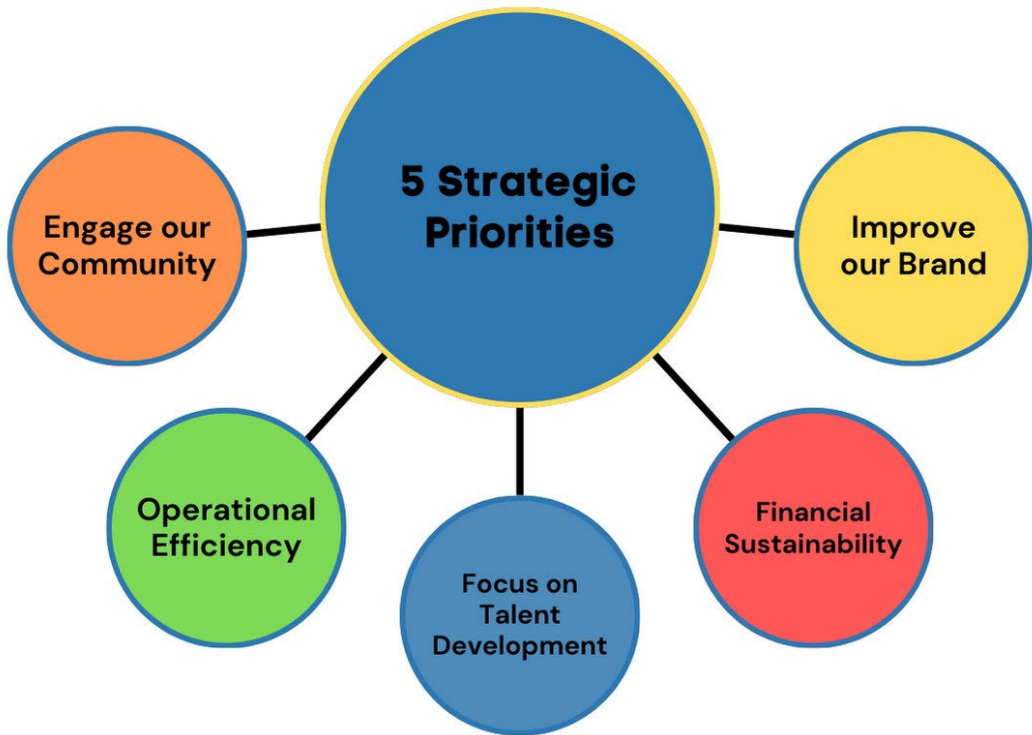 5 Strategic
Priorities
Engage our
Community
Improve
our Brand
Operational
Efficiency
Financial
Sustainability
Focus on
Talent
Development